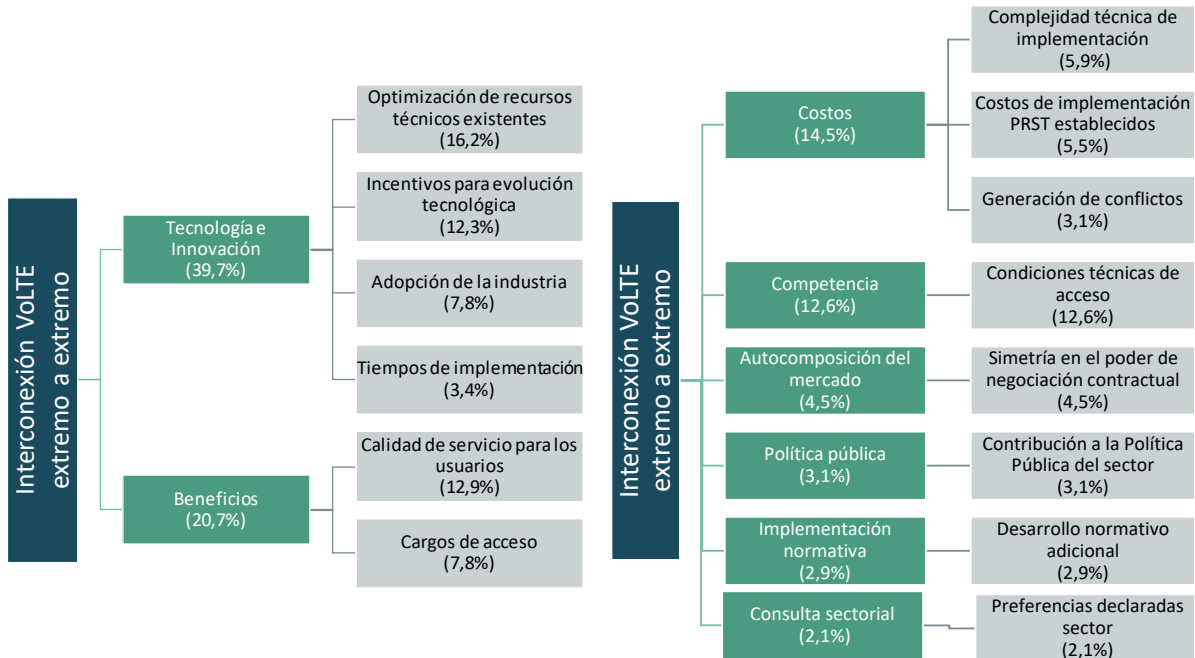 Interconexión VoLTE
extremo a extremo
Tecnología e
Innovación
(39,7%)
Optimización de recursos
técnicos existentes
(16,2%)
Incentivos para evolución
tecnológica
(12,3%)
Adopción de la industria
(7,8%)
Tiempos de implementación
(3,4%)
Beneficios
(20,7%)
Calidad de servicio para los
usuarios
(12,9%)
Cargos de acceso
(7,8%)
Interconexión VoLTE
extremo a extremo
Costos
(14,5%)
Complejidad técnica de
implementación
(5,9%)
Costos de implementación
PRST establecidos
(5,5%)
Generación de conflictos
(3,1%)
Competencia
(12,6%)
Condiciones técnicas de
acceso
(12,6%)
Autocomposición del
mercado
(4,5%)
Simetría en el poder de
negociación contractual
(4,5%)
Política pública
(3,1%)
Contribución a la Política
Pública del sector
(3,1%)
Implementación
normativa
(2,9%)
Desarrollo normativo
adicional
(2,9%)
Consulta sectorial
(2,1%)
Preferencias declaradas
sector
(2,1%)